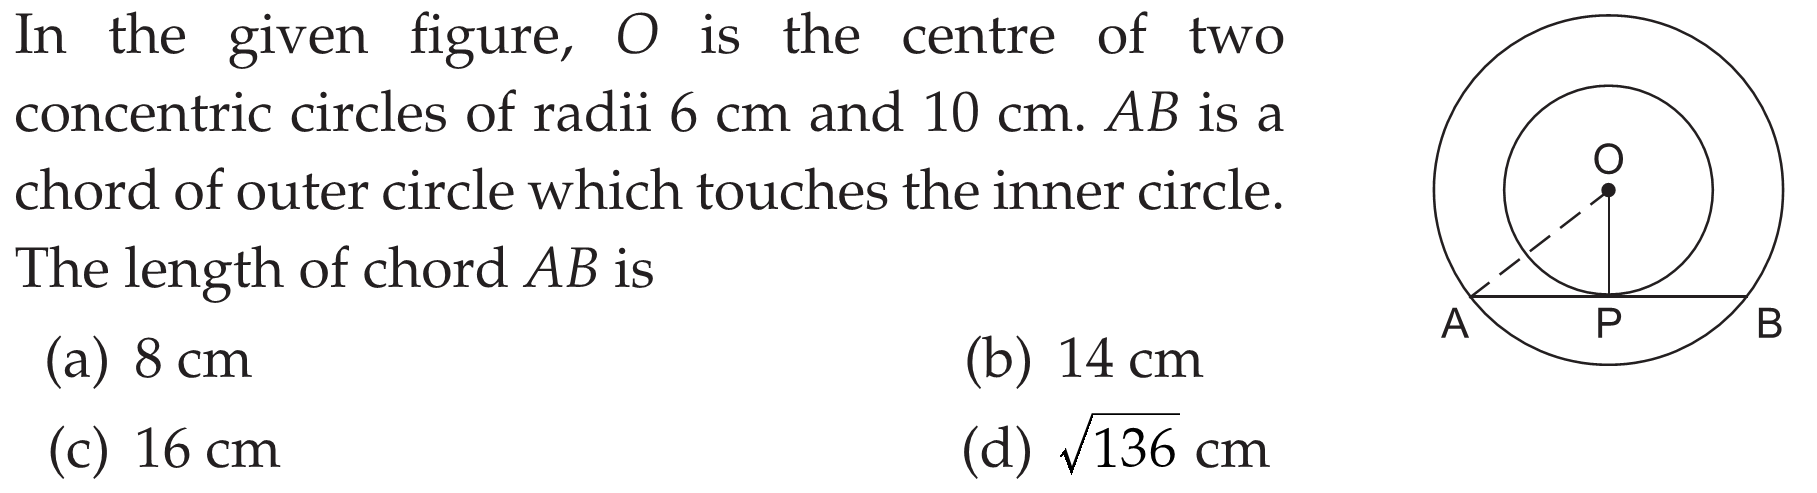 In the given figure, O is the centre of two
concentric circles of radii 6 cm and 10 cm. AB is a
chord of outer circle which touches the inner circle.
The length of chord AB is
(a) 8 cm (b) 14 cm
(c) 16 cm (d) √136 cm
O
A P B